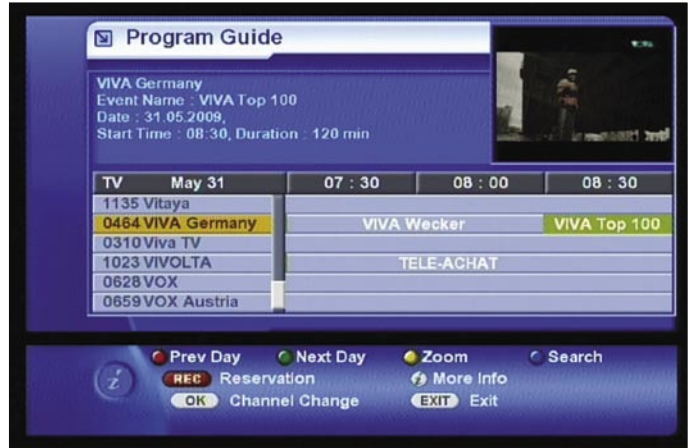 Program Guide
VIVA Germany
Event Name : VIVA Top 100
Date : 31.05.2009,
Start Time : 08:30, Duration : 120 min
TV May 31 07 : 30 08 : 00 08 : 30
1135 Vitaya
0464 VIVA Germany VIVA Wecker VIVA Top 100
0310 Viva TV
1023 VIVOLTA TELE-ACHAT
0628 VOX
0659 VOX Austria
Prev Day Next Day Zoom Search
REC Reservation i More Info
i
OK Channel Change EXIT Exit